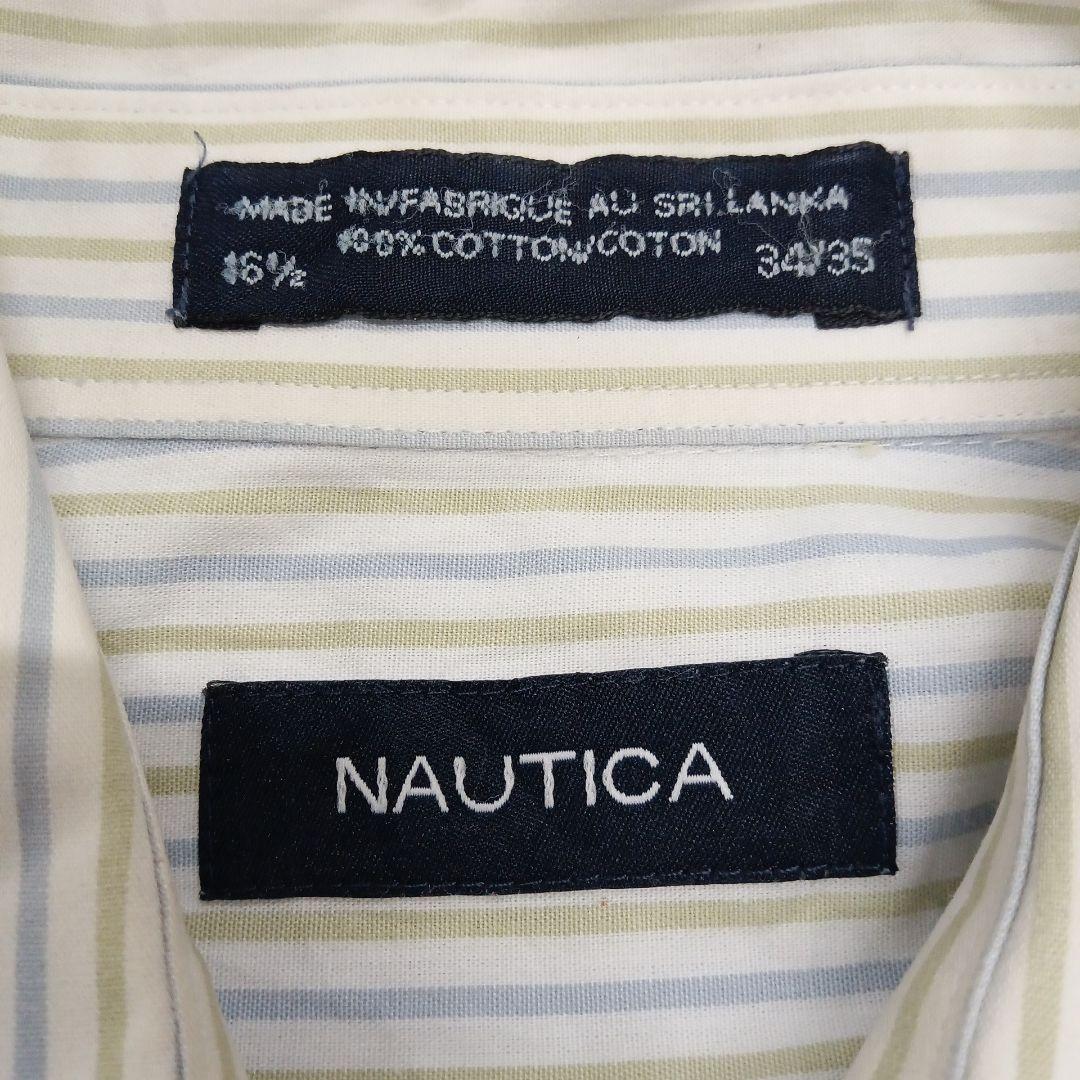 MADE IN/FABRIQUE AU SRI LANKA
100% COTTON/COTON
16½ 34/35
NAUTICA